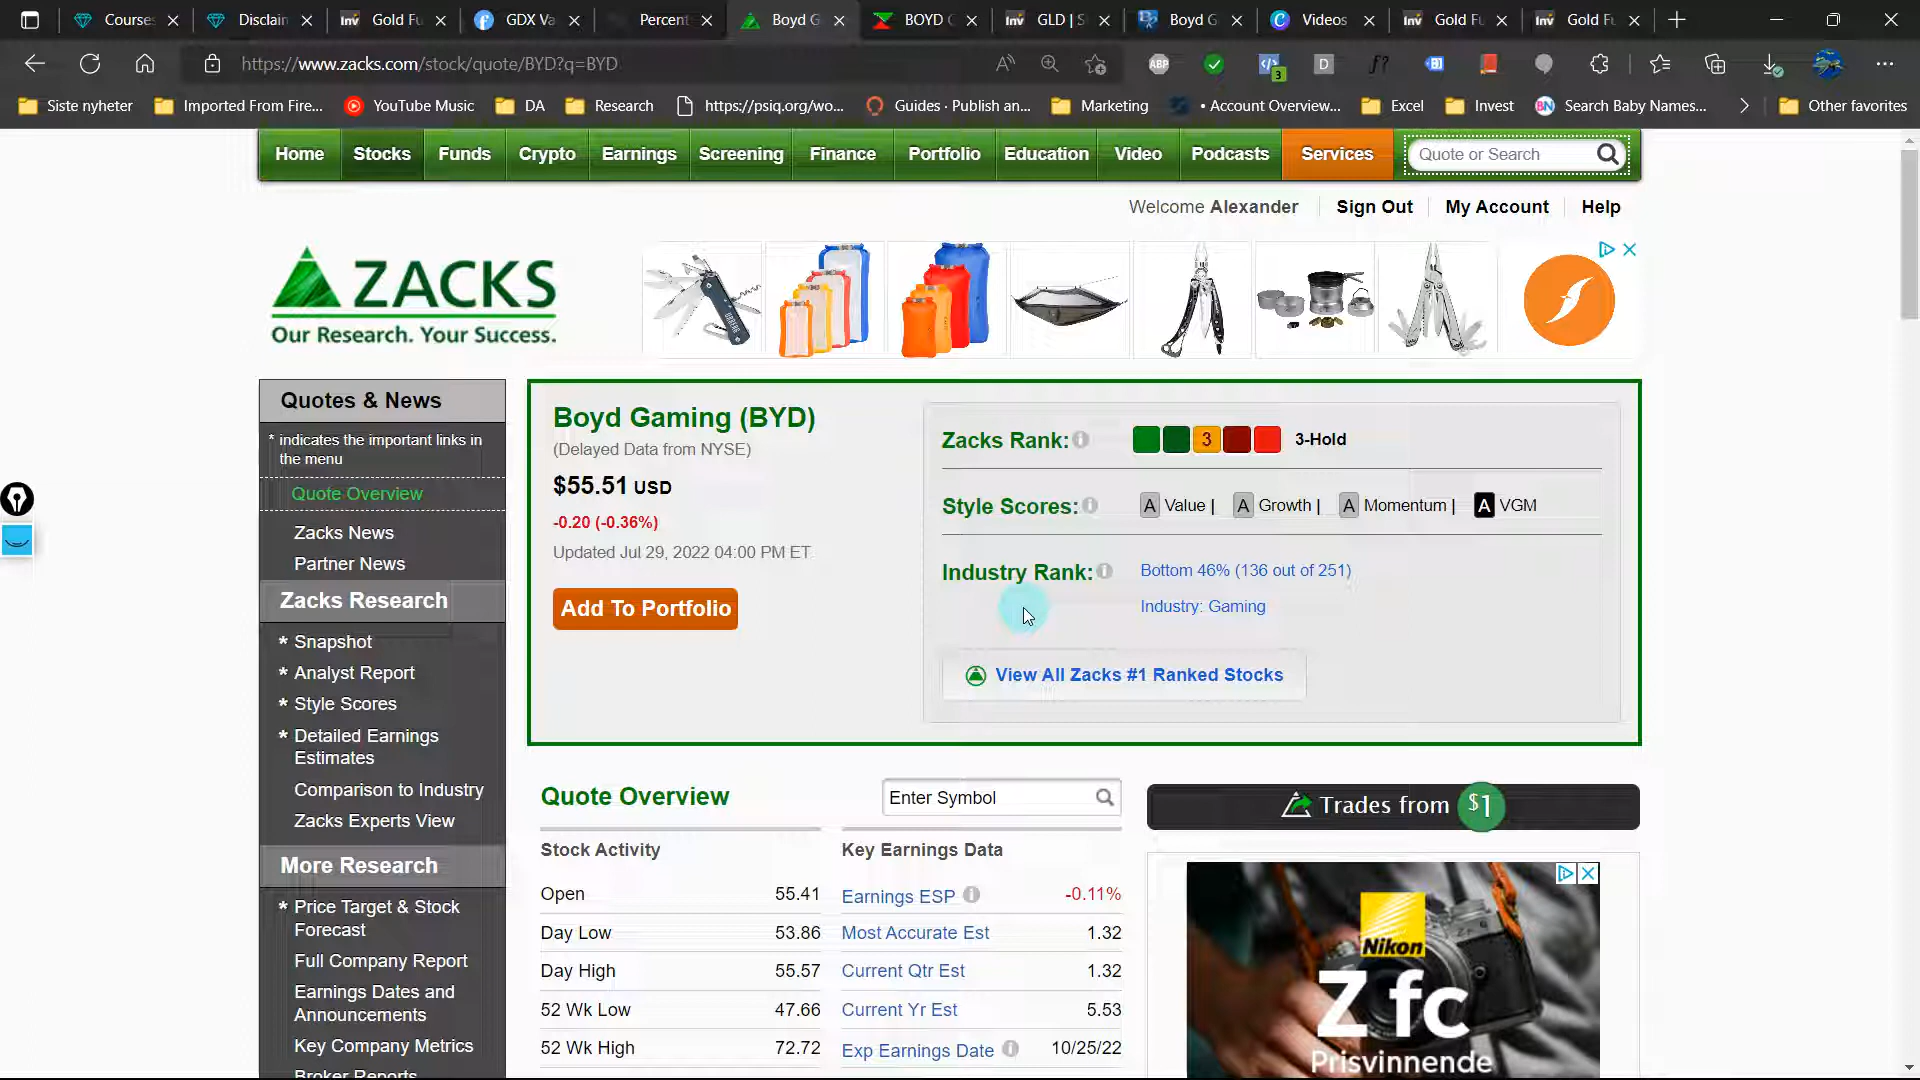 Courses
Disclain
Inv Gold Fu
GDX Va
Percent
Boyd G
BOYD G
Inv GLD | S
Boyd G
Videos
Inv Gold Fu
Inv Gold Fu
https://www.zacks.com/stock/quote/BYD?q=BYD
ABP
3
D
f?
Siste nyheter
Imported From Fire...
YouTube Music
DA
Research
https://psiq.org/wo...
Guides · Publish an...
Marketing
• Account Overview...
Excel
Invest
BN Search Baby Names...
Other favorites
Home Stocks Funds Crypto Earnings Screening Finance Portfolio Education Video Podcasts Services Quote or Search
Welcome Alexander Sign Out My Account Help
ZACKS
Our Research. Your Success.
Quotes & News
* indicates the important links in
the menu
Quote Overview
Zacks News
Partner News
Zacks Research
* Snapshot
* Analyst Report
* Style Scores
* Detailed Earnings
Estimates
Comparison to Industry
Zacks Experts View
More Research
* Price Target & Stock
Forecast
Full Company Report
Earnings Dates and
Announcements
Key Company Metrics
Broker Reports
Boyd Gaming (BYD)
(Delayed Data from NYSE)
$55.51 USD
-0.20 (-0.36%)
Updated Jul 29, 2022 04:00 PM ET
Add To Portfolio
Zacks Rank: 3 3-Hold
Style Scores: A Value | A Growth | A Momentum | A VGM
Industry Rank: Bottom 46% (136 out of 251)
Industry: Gaming
View All Zacks #1 Ranked Stocks
Quote Overview
Enter Symbol
Stock Activity
Open 55.41
Day Low 53.86
Day High 55.57
52 Wk Low 47.66
52 Wk High 72.72
Key Earnings Data
Earnings ESP -0.11%
Most Accurate Est 1.32
Current Qtr Est 1.32
Current Yr Est 5.53
Exp Earnings Date 10/25/22
Trades from $1
Nikon
Z fc
Prisvinnende